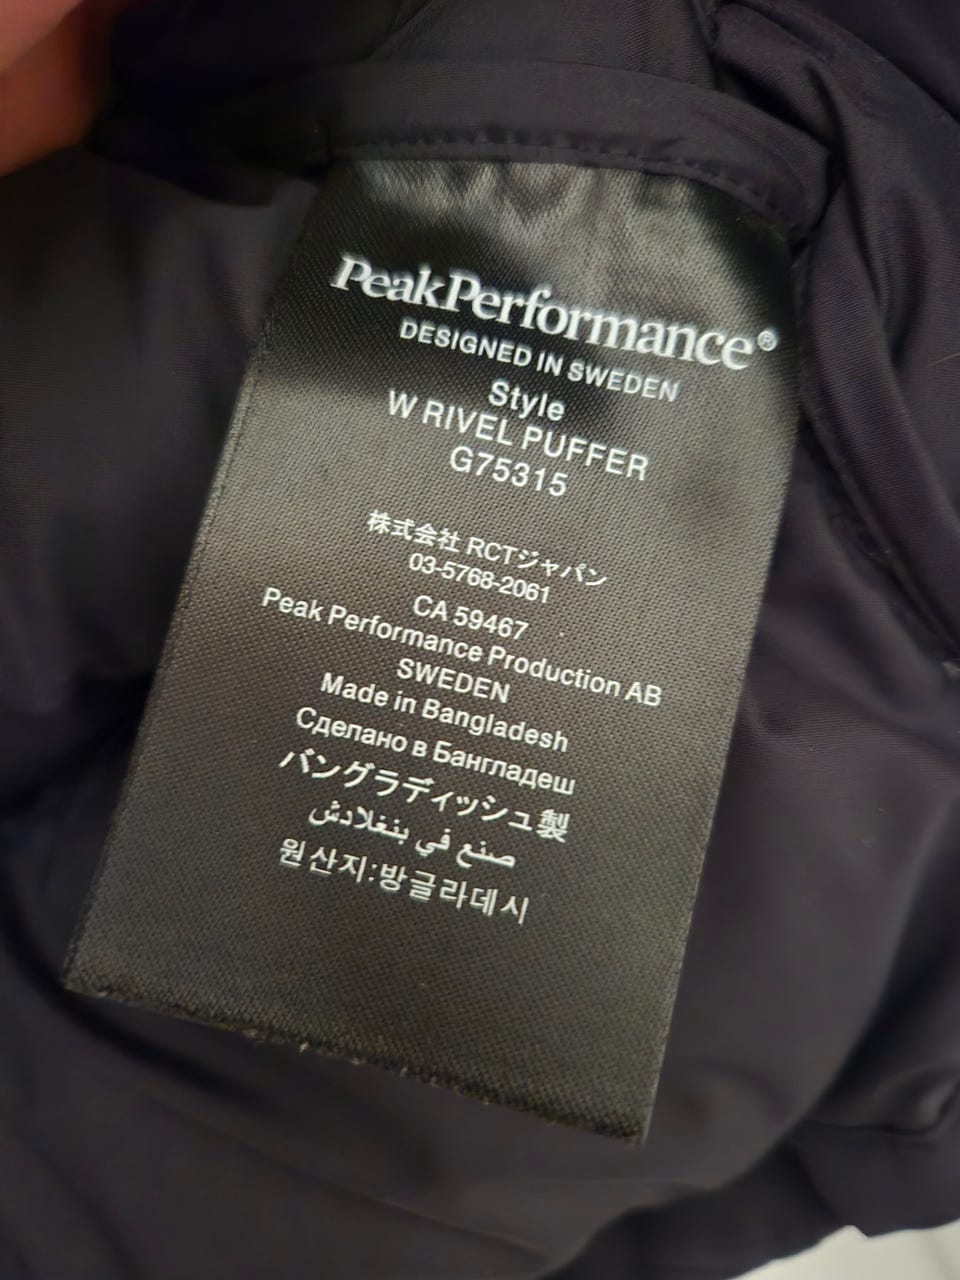 PeakPerformance®
DESIGNED IN SWEDEN
Style
W RIVEL PUFFER
G75315
株式会社 RCTジャパン
03-5768-2061
CA 59467
Peak Performance Production AB
SWEDEN
Made in Bangladesh
Сделано в Бангладеш
バングラディッシュ製
صنع في بنغلادش
원산지:방글라데시